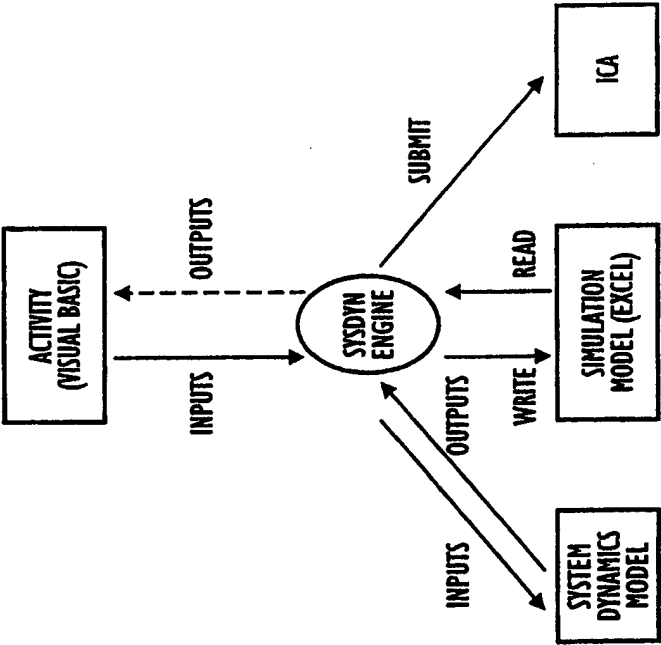 ACTIVITY
(VISUAL BASIC)
INPUTS
OUTPUTS
SYSDYN
ENGINE
SUBMIT
INPUTS
OUTPUTS
WRITE
READ
SYSTEM
DYNAMICS
MODEL
SIMULATION
MODEL (EXCEL)
ICA